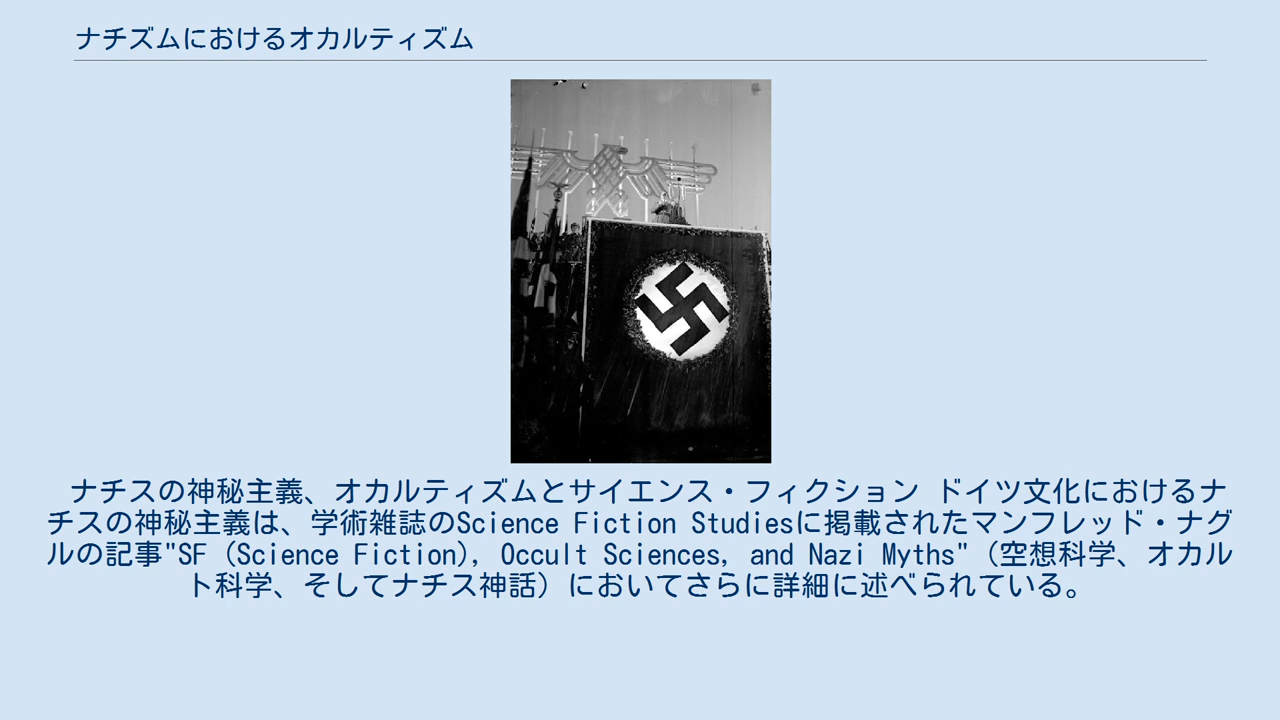 ナチズムにおけるオカルティズム
ナチスの神秘主義、オカルティズムとサイエンス・フィクション ドイツ文化におけるナ
チスの神秘主義は、学術雑誌のScience Fiction Studiesに掲載されたマンフレッド・ナグ
ルの記事"SF (Science Fiction), Occult Sciences, and Nazi Myths"（空想科学、オカル
ト科学、そしてナチス神話）においてさらに詳細に述べられている。